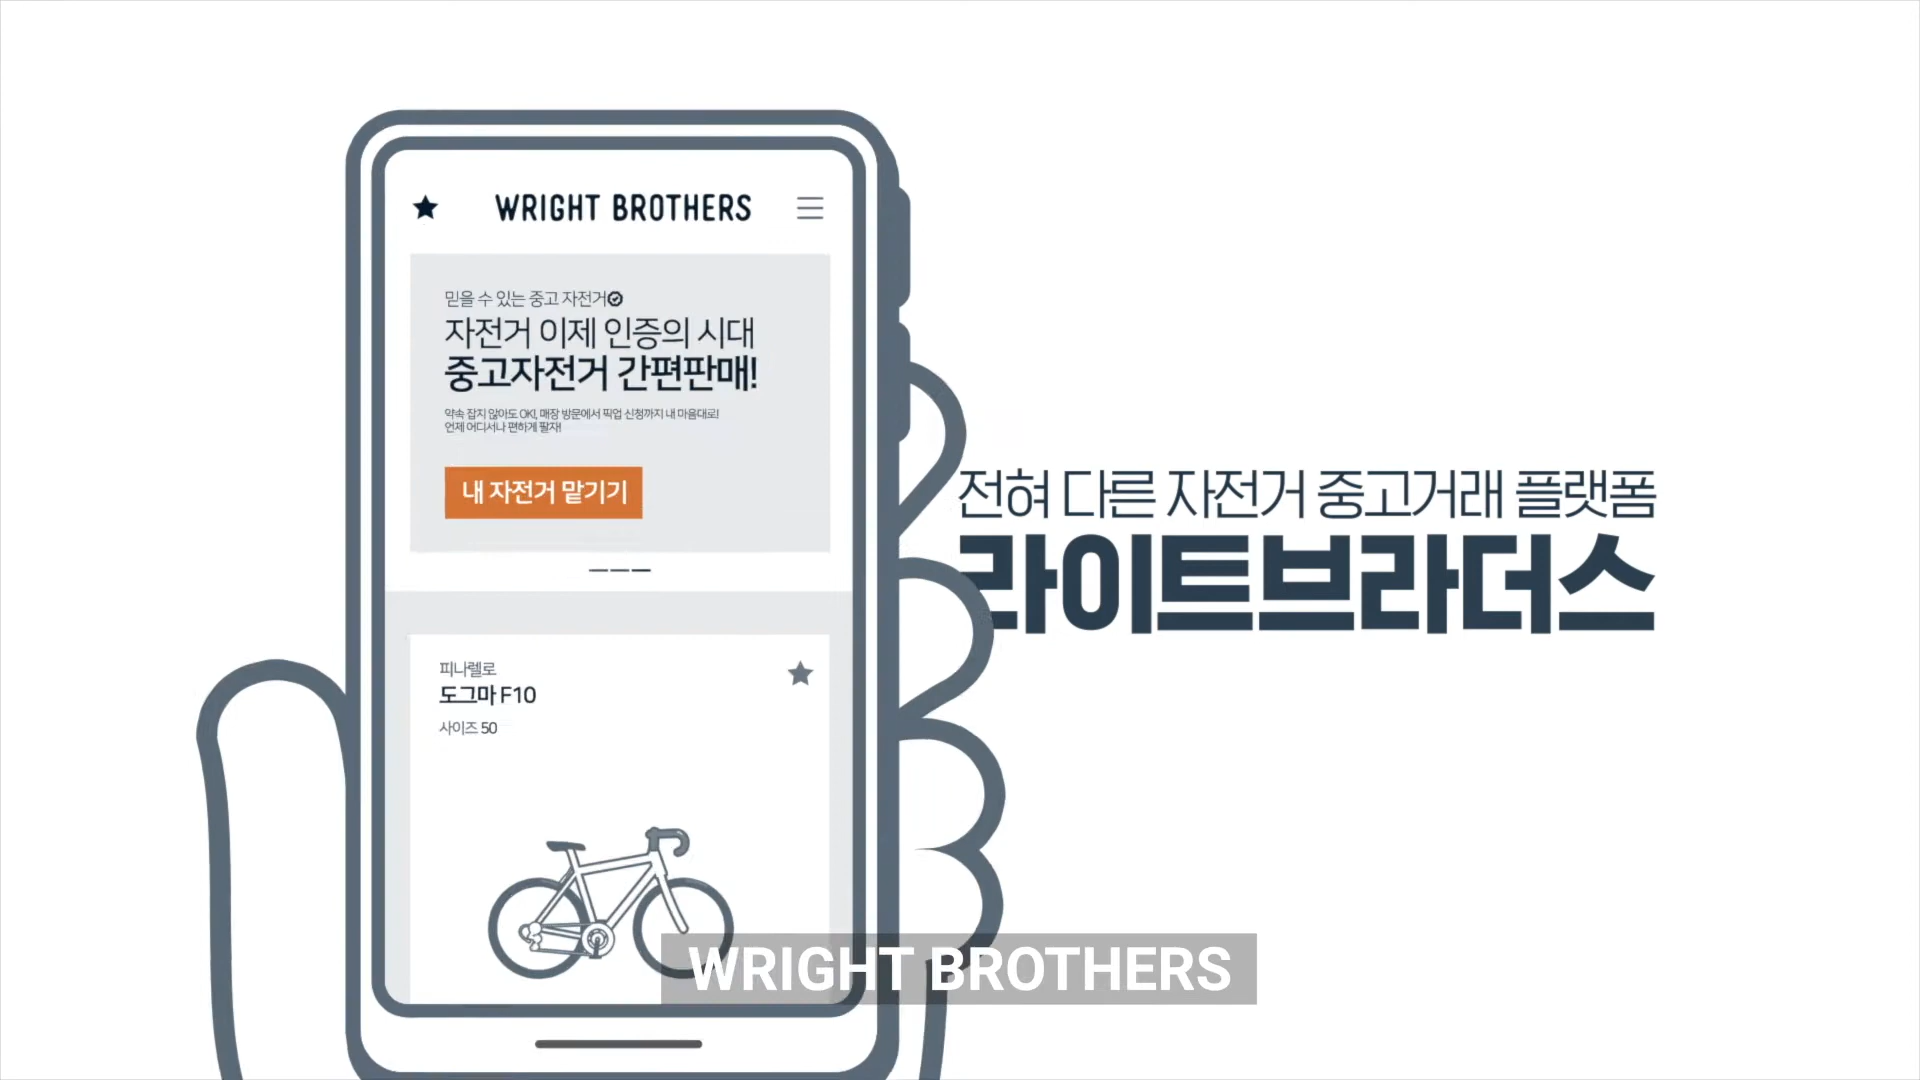 WRIGHT BROTHERS
믿을 수 있는 중고 자전거
자전거 이제 인증의 시대
중고자전거 간편판매!
약속 잡지 않아도 OK!, 매장 방문에서 픽업 신청까지 내 마음대로!
언제 어디서나 편하게 팔자!
내 자전거 맡기기
피나렐로
도그마 F10
사이즈 50
전혀 다른 자전거 중고거래 플랫폼
라이트브라더스
WRIGHT BROTHERS